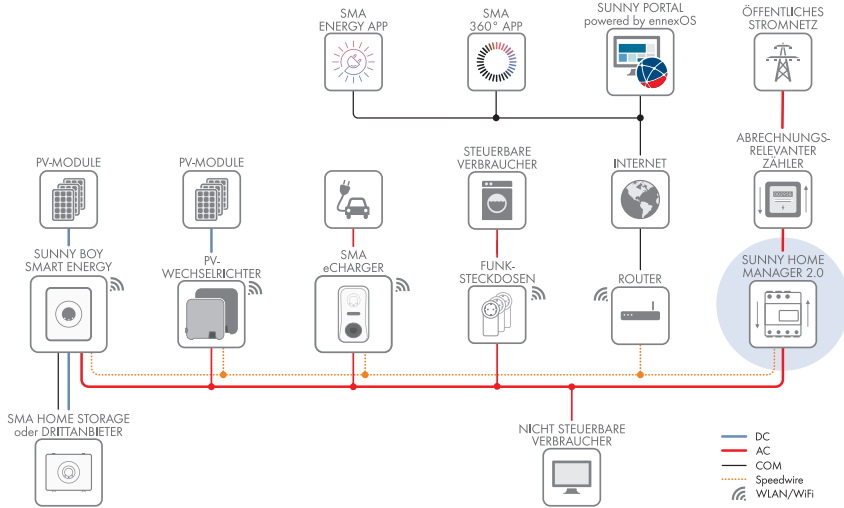 SMA
ENERGY APP
SMA
360° APP
SUNNY PORTAL
powered by ennexOS
ÖFFENTLICHES
STROMNETZ
PV-MODULE
PV-MODULE
STEUERBARE
VERBRAUCHER
INTERNET
ABRECHNUNGS-
RELEVANTER
ZÄHLER
SUNNY BOY
SMART ENERGY
PV-
WECHSELRICHTER
SMA
eCHARGER
FUNK-
STECKDOSEN
ROUTER
SUNNY HOME
MANAGER 2.0
SMA HOME STORAGE
oder DRITTANBIETER
NICHT STEUERBARE
VERBRAUCHER
DC
AC
COM
Speedwire
WLAN/WiFi